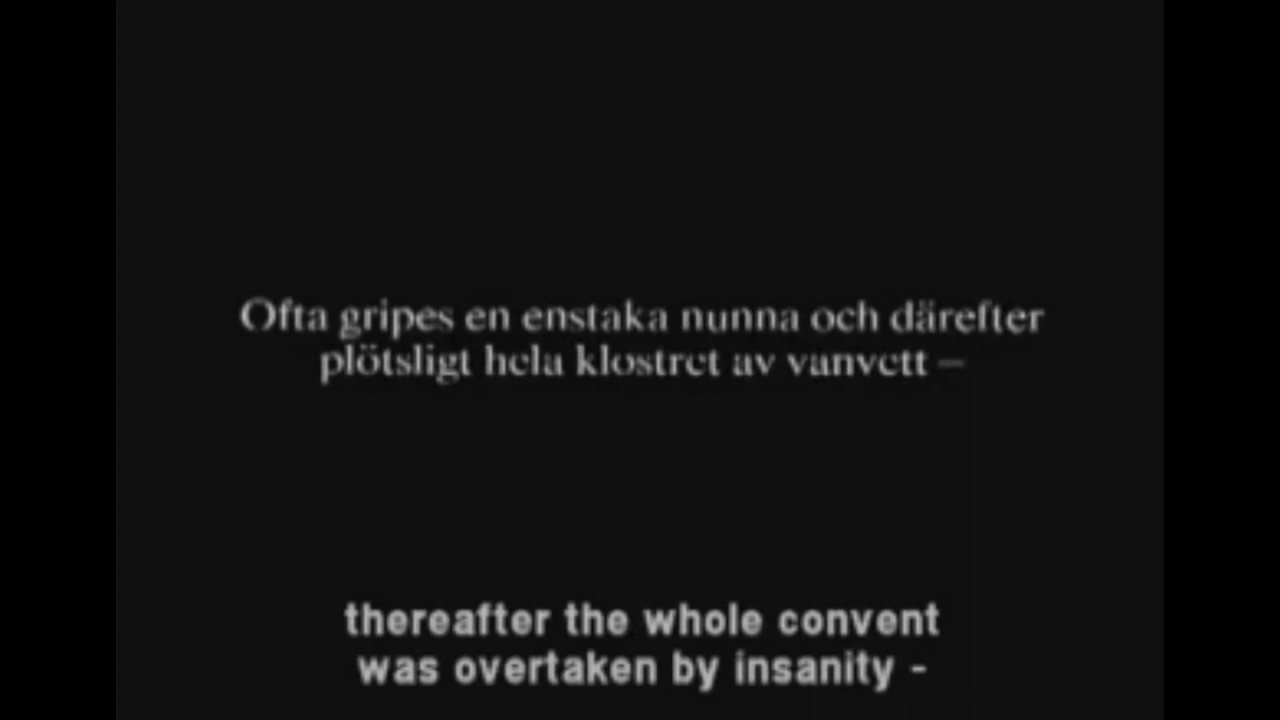 Ofta gripes en enstaka nunna och därefter
plötsligt hela klostret av vanvett –
thereafter the whole convent
was overtaken by insanity -